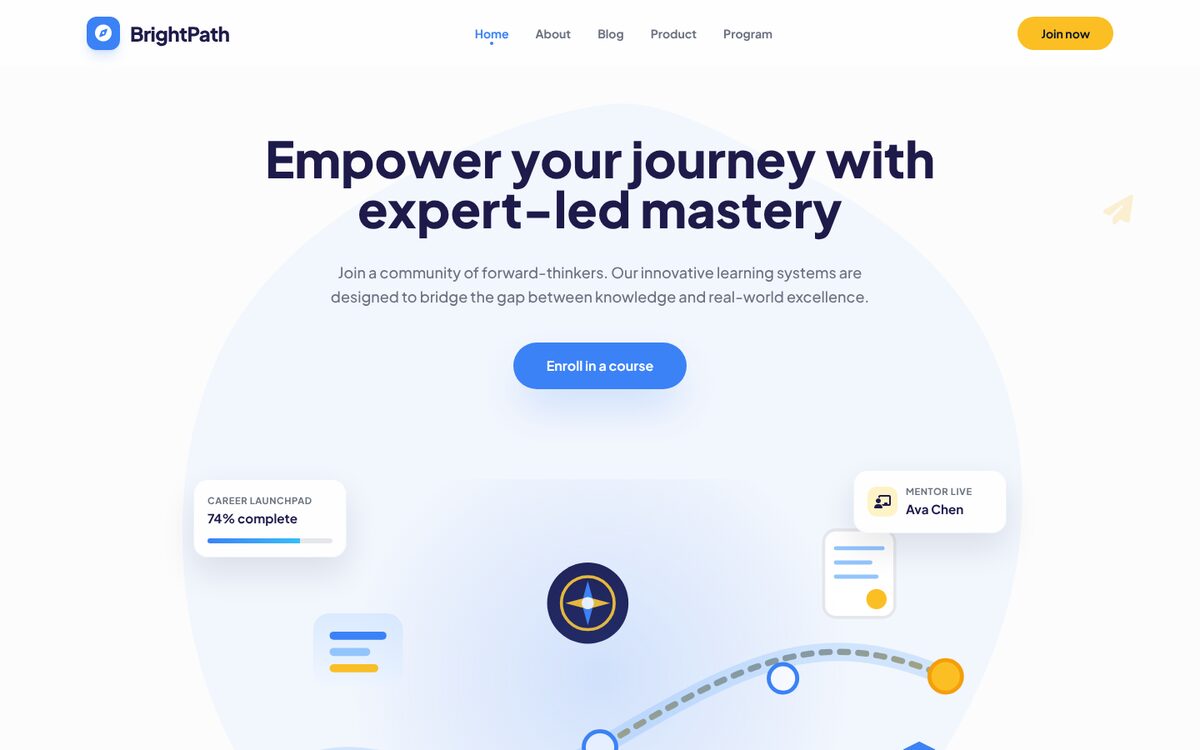 BrightPath
Home
About
Blog
Product
Program
Join now
Empower your journey with
expert-led mastery
Join a community of forward-thinkers. Our innovative learning systems are
designed to bridge the gap between knowledge and real-world excellence.
Enroll in a course
CAREER LAUNCHPAD
74% complete
MENTOR LIVE
Ava Chen